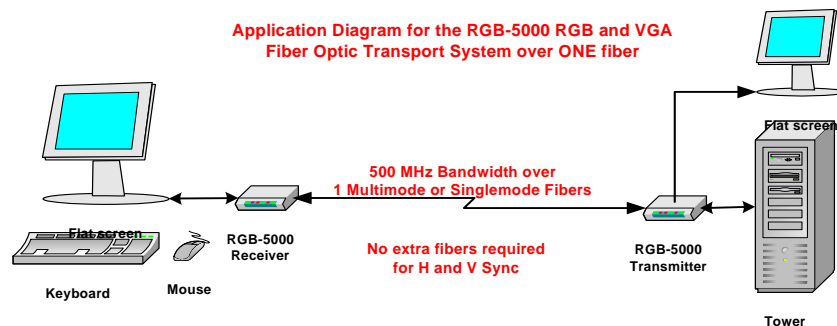 Application Diagram for the RGB-5000 RGB and VGA
Fiber Optic Transport System over ONE fiber
Flat screen
500 MHz Bandwidth over
1 Multimode or Singlemode Fibers
Flat screen
RGB-5000
Receiver
No extra fibers required
for H and V Sync
RGB-5000
Transmitter
Keyboard
Mouse
Tower